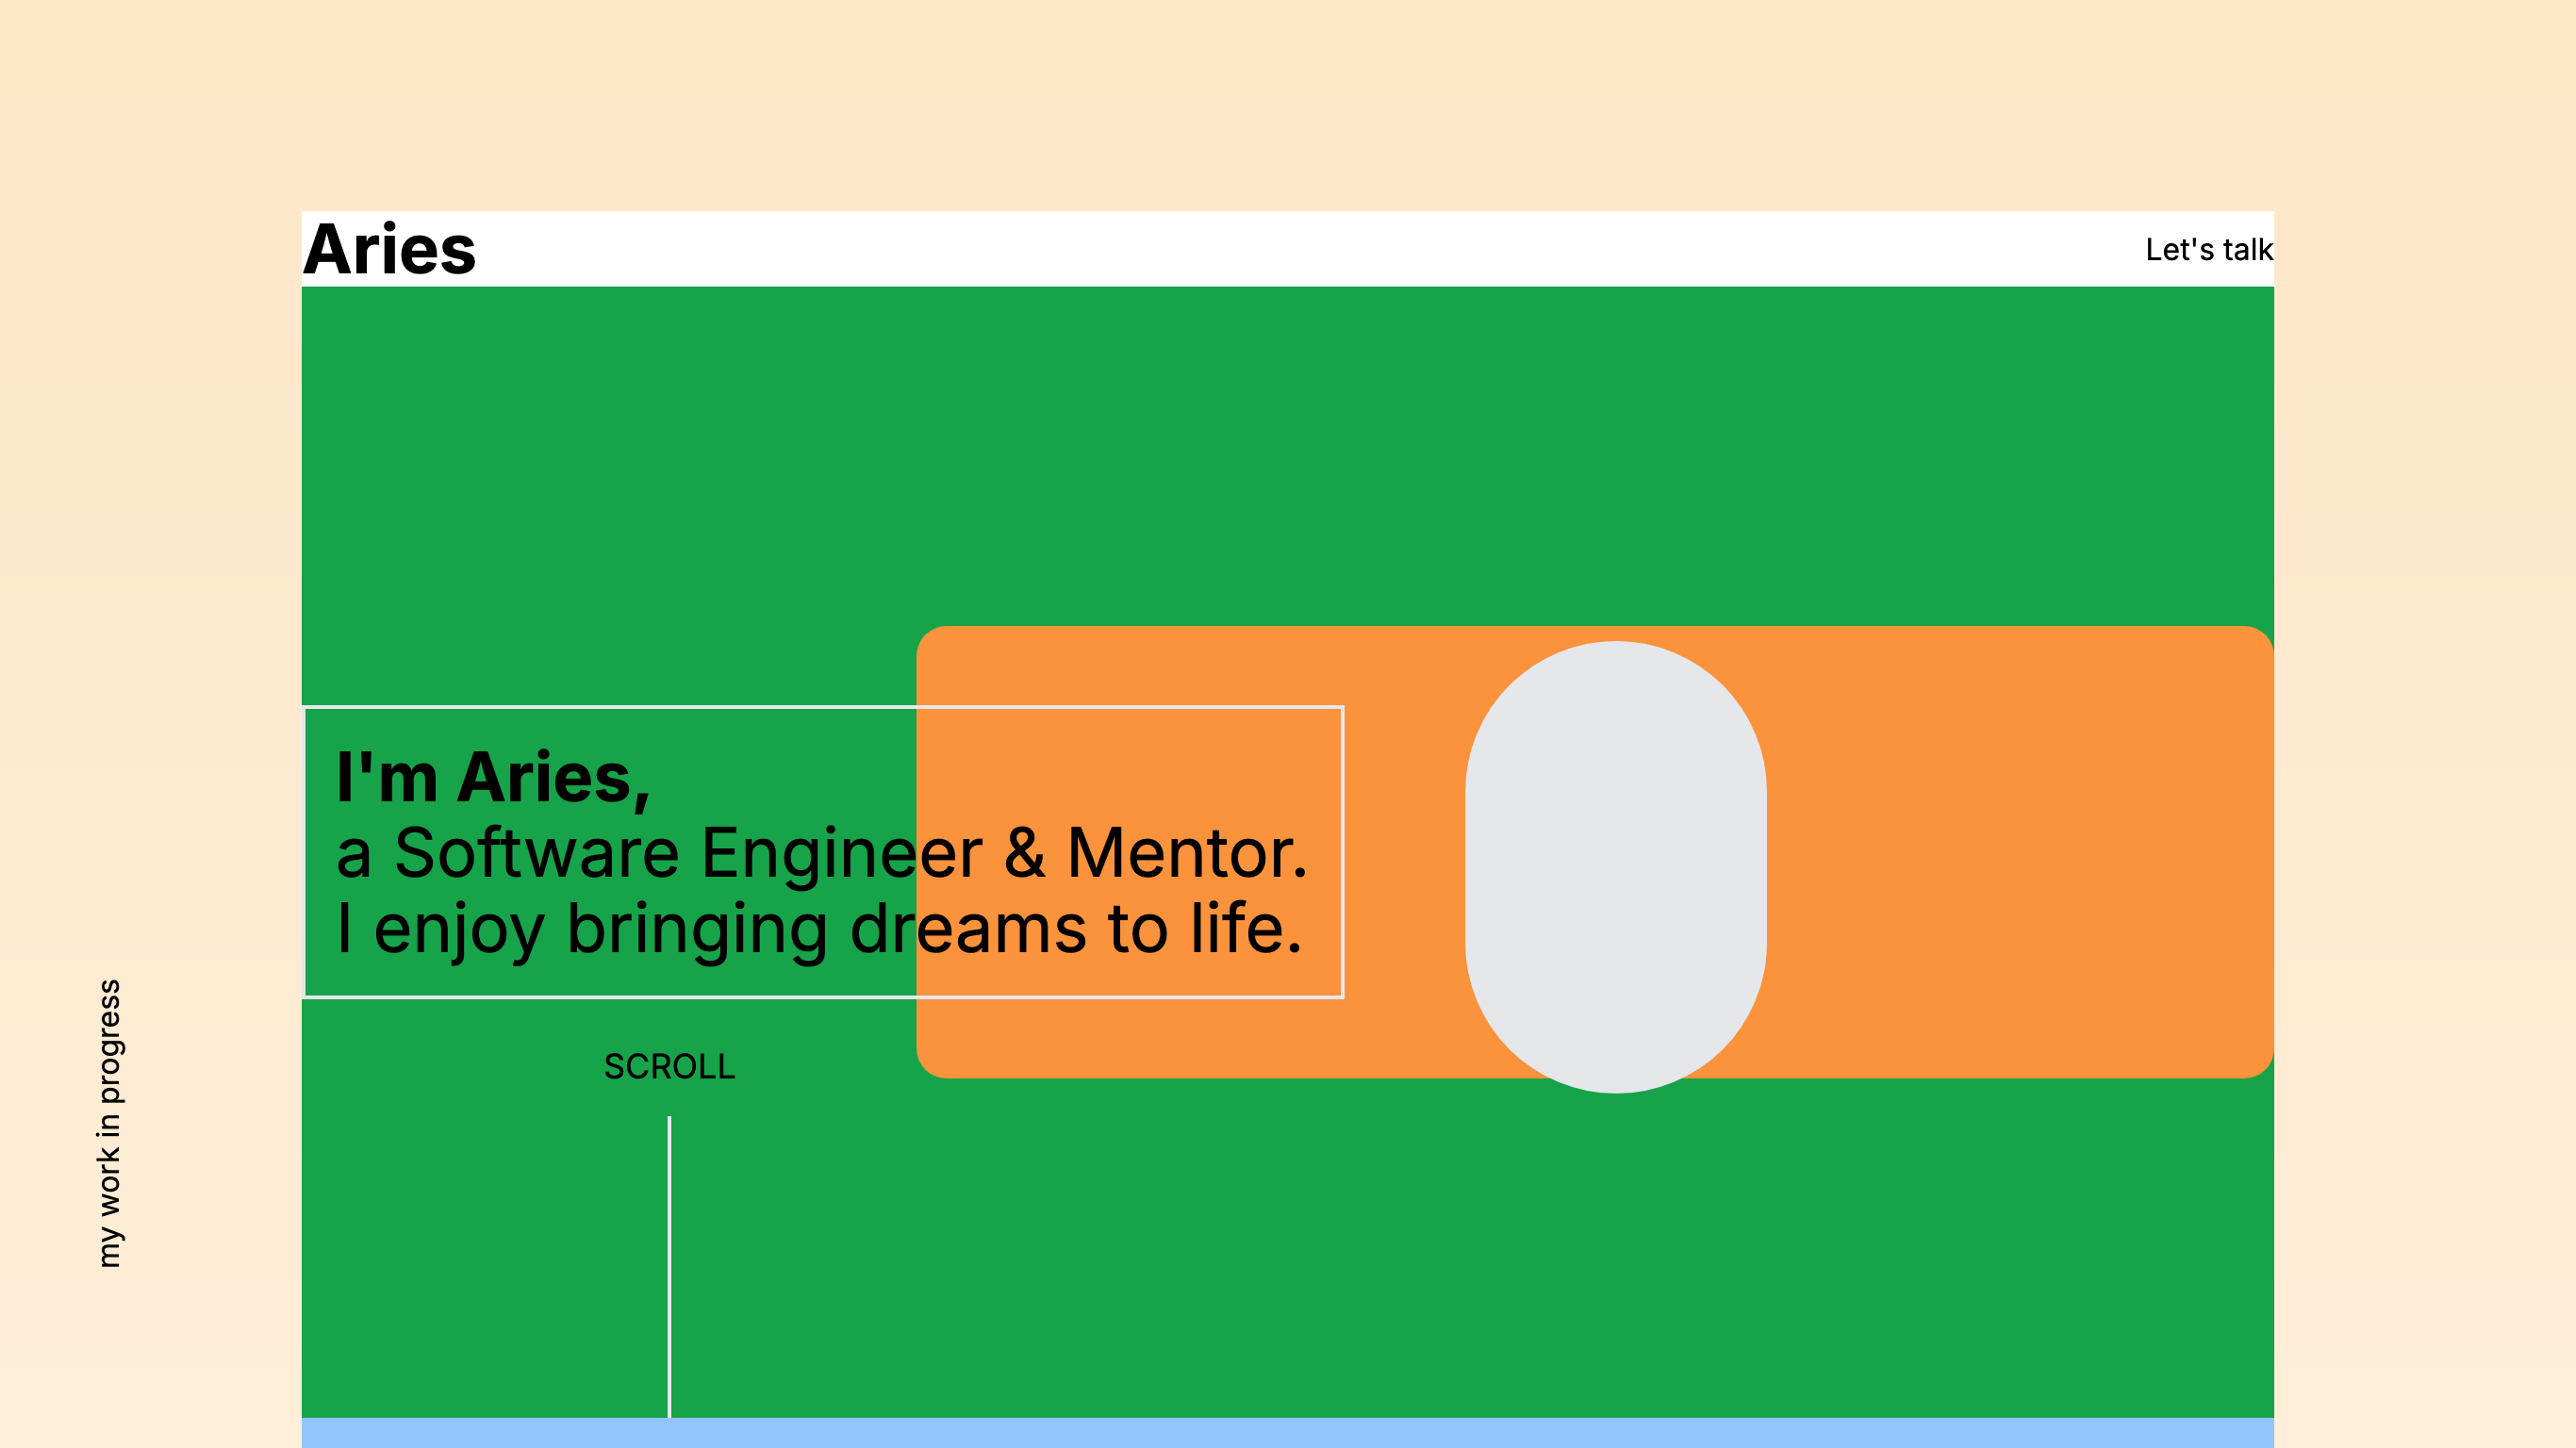 Aries
Let's talk
I'm Aries,
a Software Engineer & Mentor.
I enjoy bringing dreams to life.
SCROLL
my work in progress